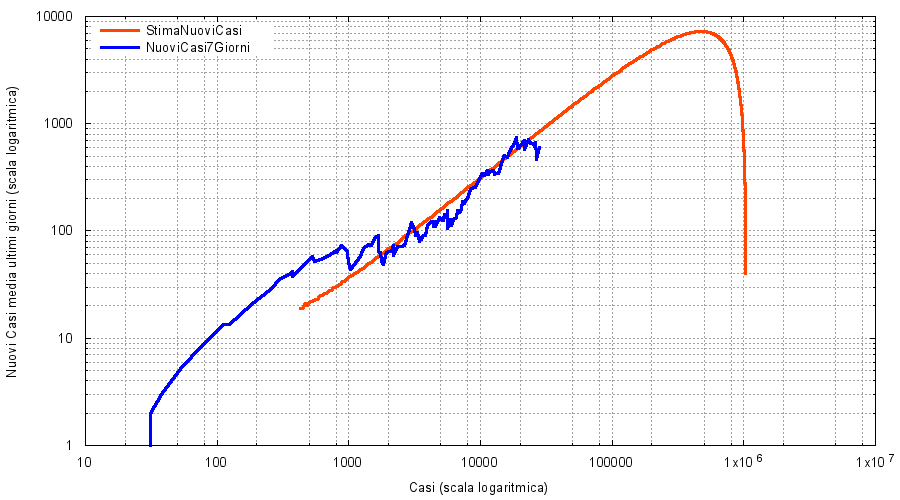 10000
1000
100
10
1
StimaNuoviCasi
NuoviCasi7Giorni
Nuovi Casi media ultimi giorni (scala logaritmica)
10 100 1000 10000 100000 1x10^6 1x10^7
Casi (scala logaritmica)